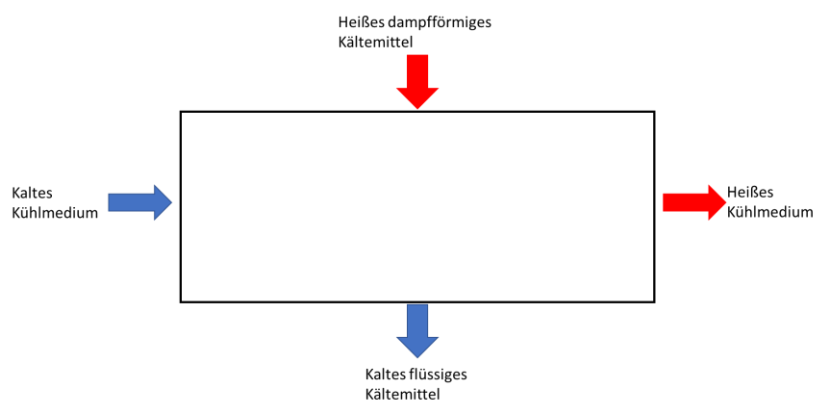 Heißes dampfförmiges
Kältemittel
Kaltes
Kühlmedium
Heißes
Kühlmedium
Kaltes flüssiges
Kältemittel